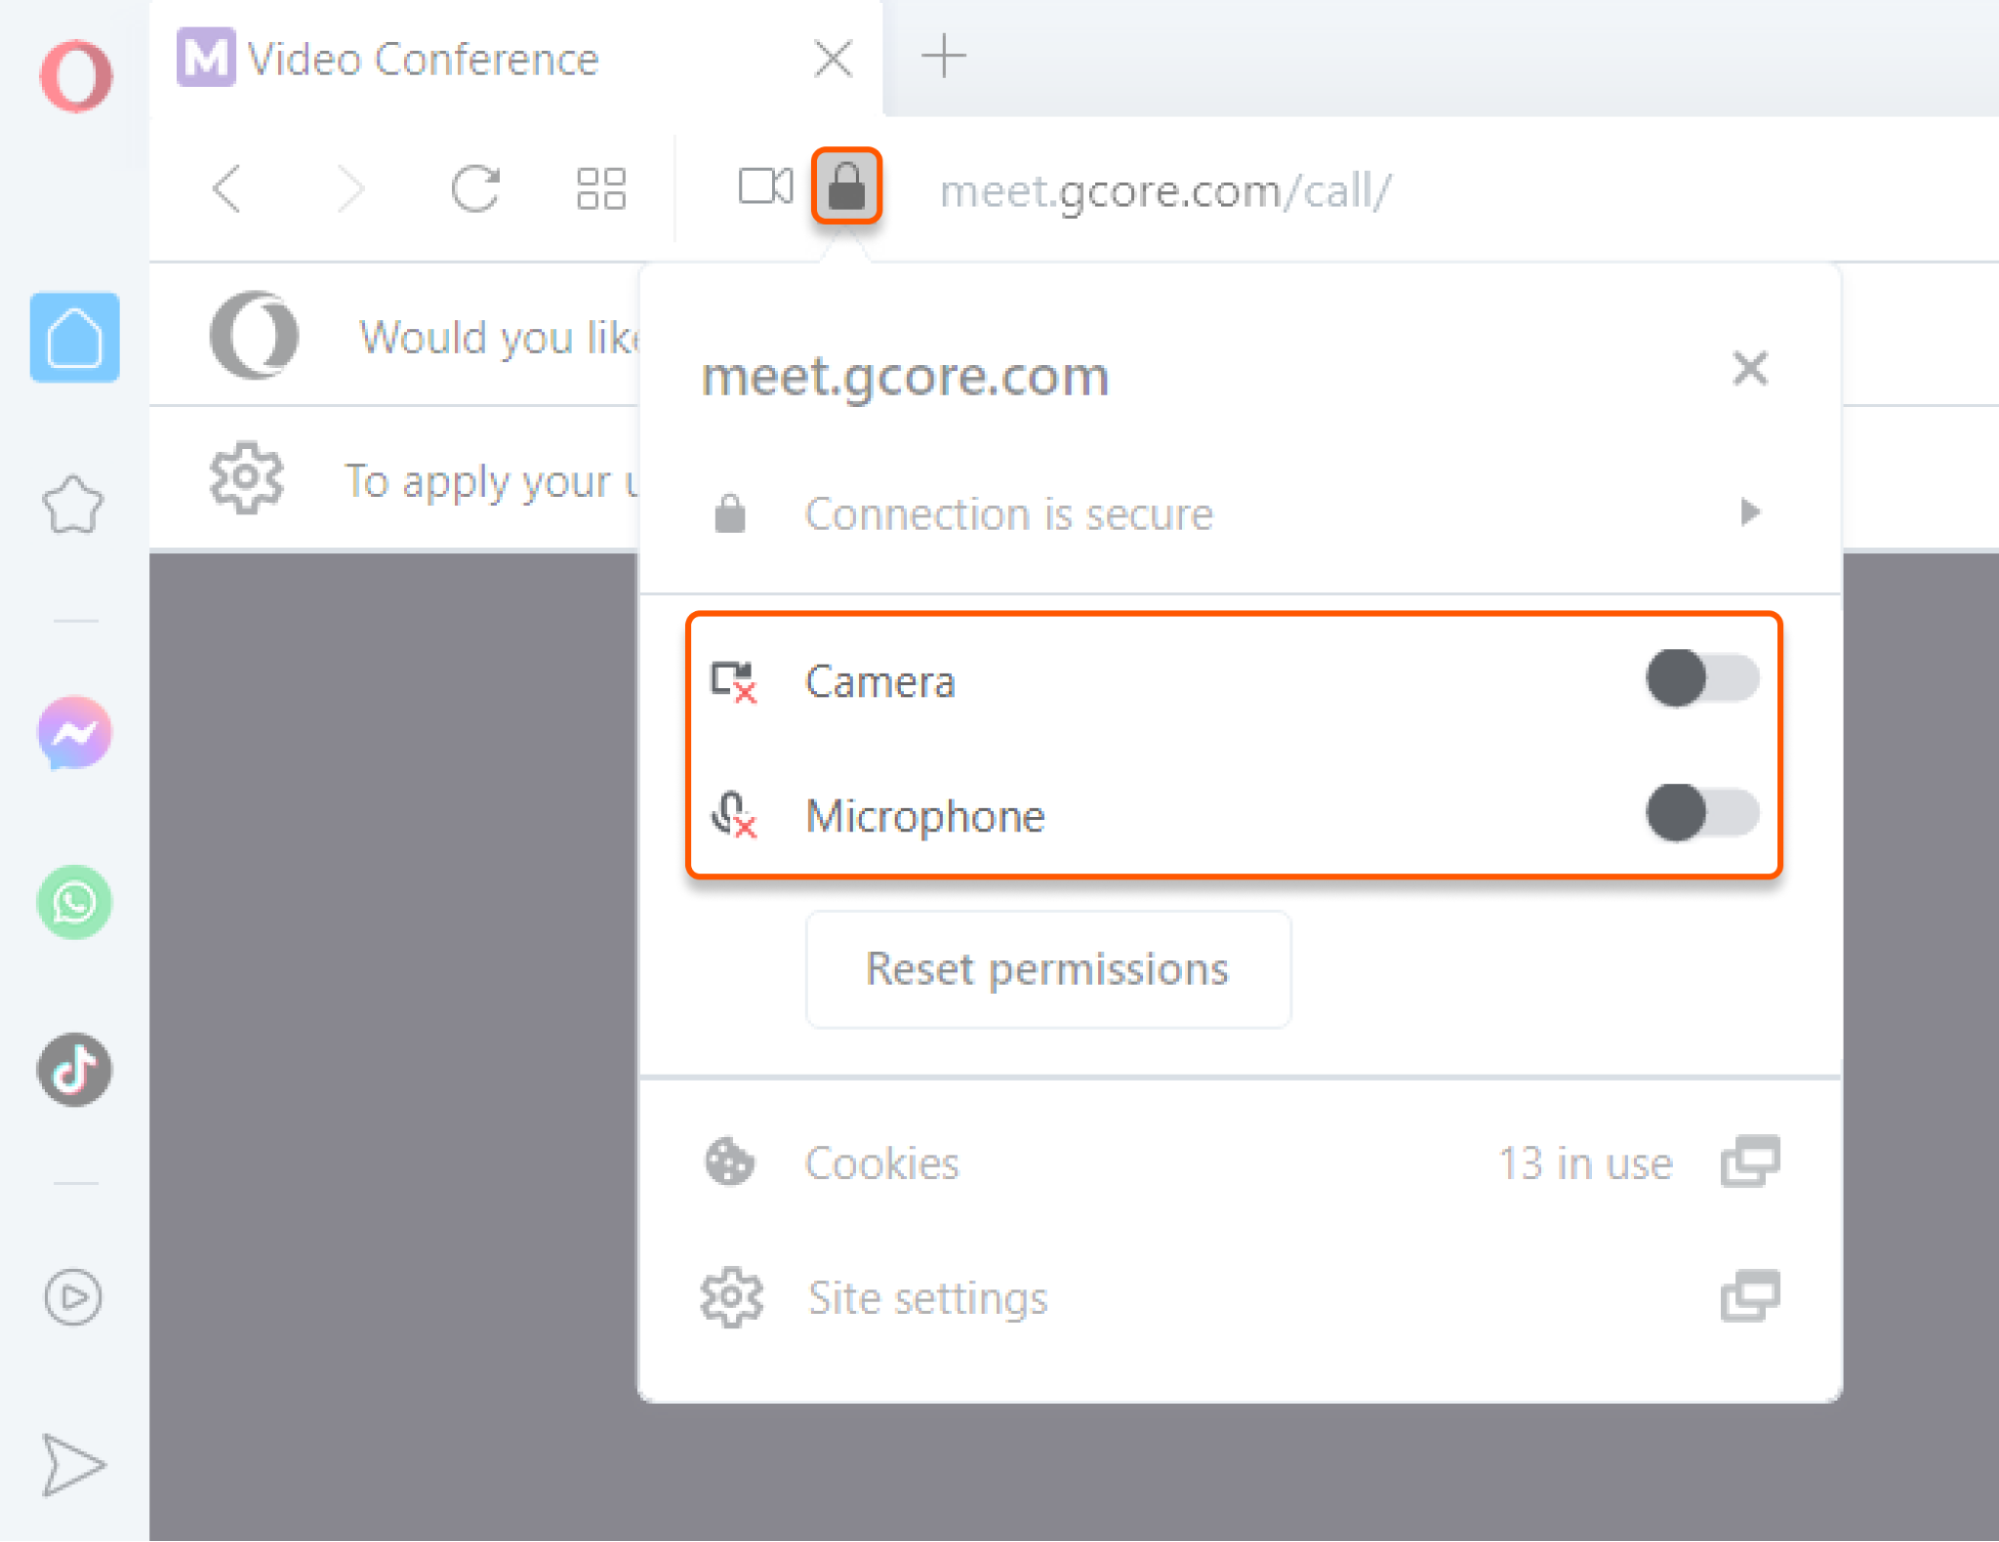 M Video Conference
meet.gcore.com/call/
Would you like
To apply your
meet.gcore.com
Connection is secure
Camera
Microphone
Reset permissions
Cookies 13 in use
Site settings